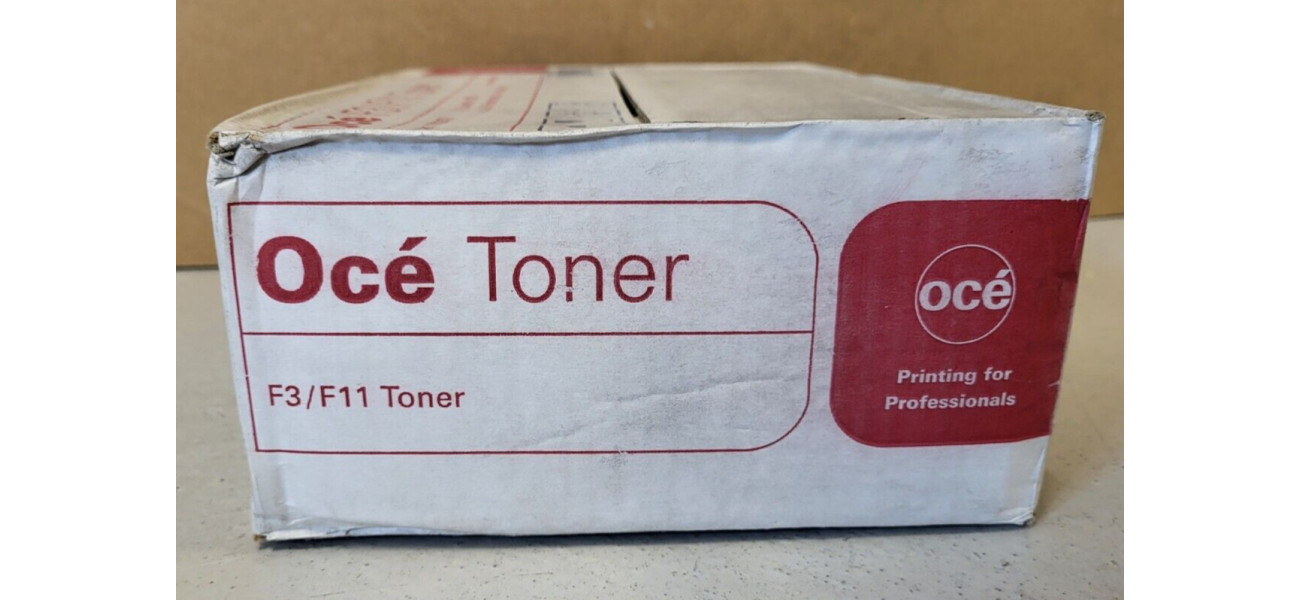 Océ Toner
F3/F11 Toner
océ
Printing for
Professionals